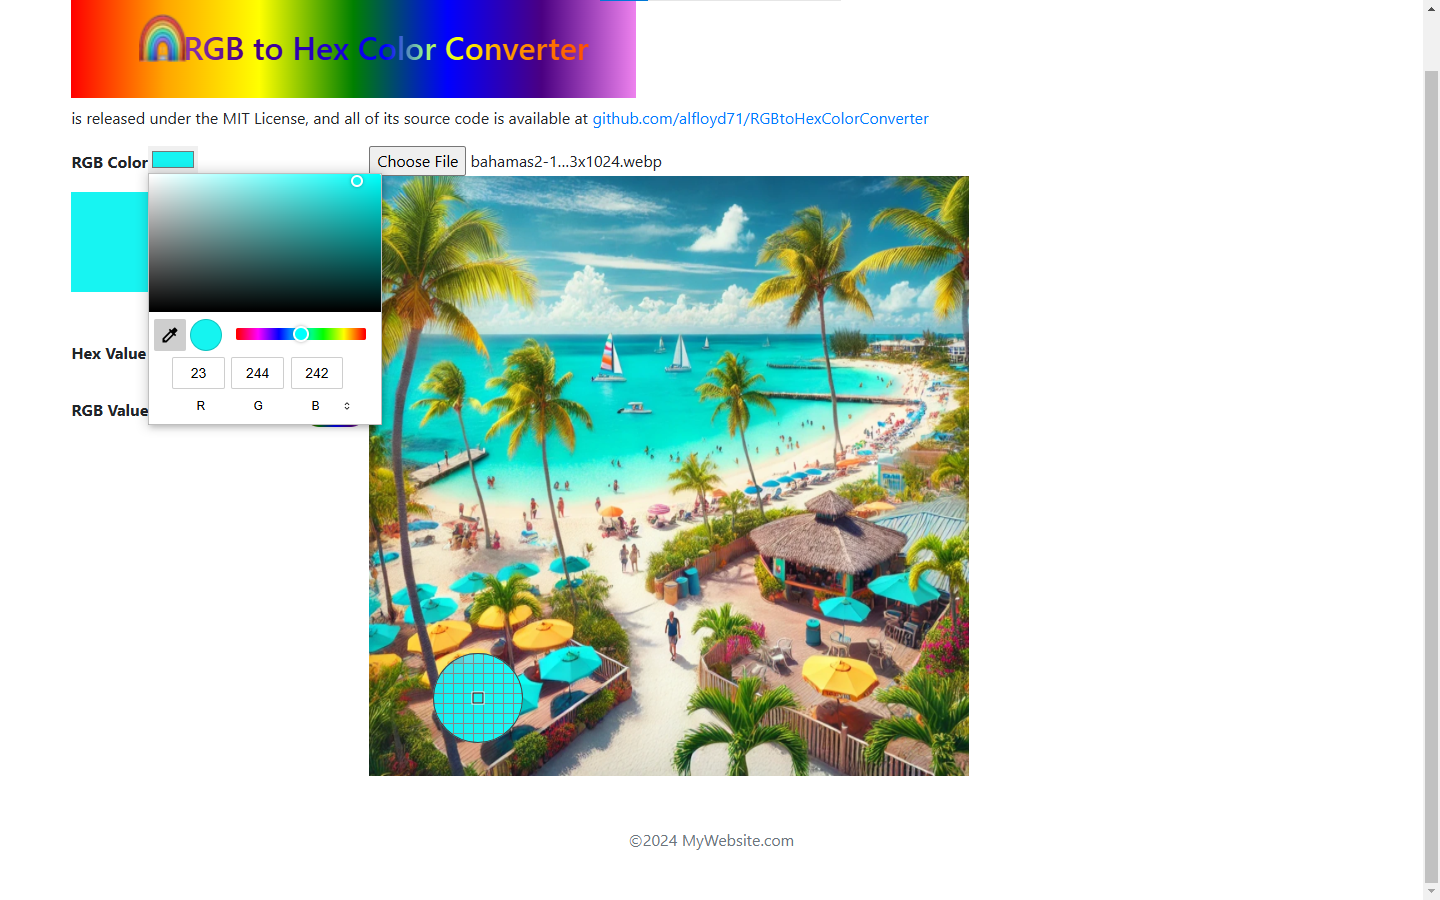 RGB to Hex Color Converter
is released under the MIT License, and all of its source code is available at github.com/alfloyd71/RGBtoHexColorConverter
RGB Color
Choose File bahamas2-1...3x1024.webp
23 244 242
R G B
Hex Value
RGB Value
©2024 MyWebsite.com